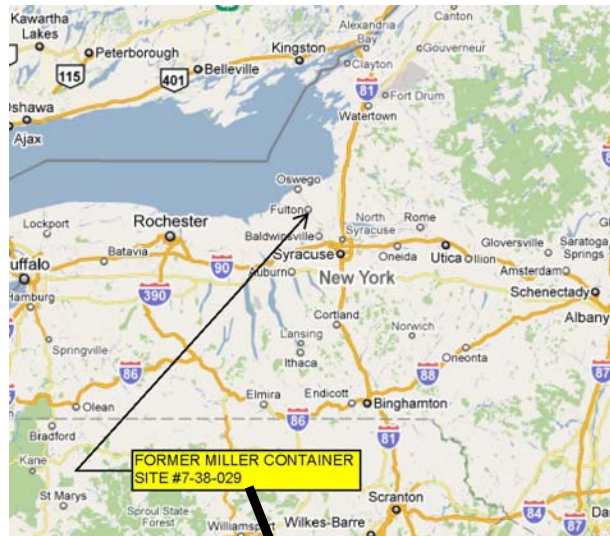 Kawartha
Lakes
Peterborough
115
401
Belleville
Kingston
Alexandria
Bay
Clayton
Canton
Gouverneur
81
Fort Drum
Watertown
Oshawa
Ajax
Oswego
Fulton
Lockport
Rochester
Baldwinsville
North
Syracuse
Rome
Batavia
Syracuse
Oneida
Utica
Ilion
Gloversville
Saratoga
Springs
uffalo
90
Auburn
New York
Amsterdam
Hamburg
390
Schenectady
Albany
Cortland
Norwich
Springville
Lansing
Ithaca
Oneonta
86
88
87
Olean
Elmira
Endicott
Binghamton
86
Bradford
81
Kane
FORMER MILLER CONTAINER
SITE #7-38-029
St Marys
Sproul State
Forest
Scranton
84
Williamsport
Wilkes-Barre